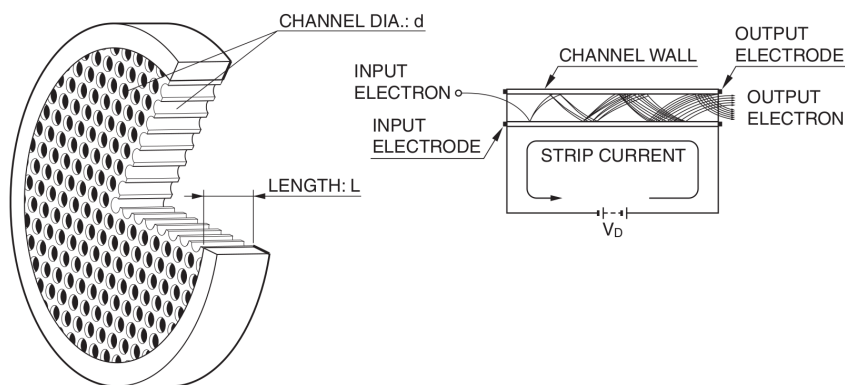 CHANNEL DIA.: d
LENGTH: L
CHANNEL WALL
OUTPUT
ELECTRODE
INPUT
ELECTRON
OUTPUT
ELECTRON
INPUT
ELECTRODE
STRIP CURRENT
VD